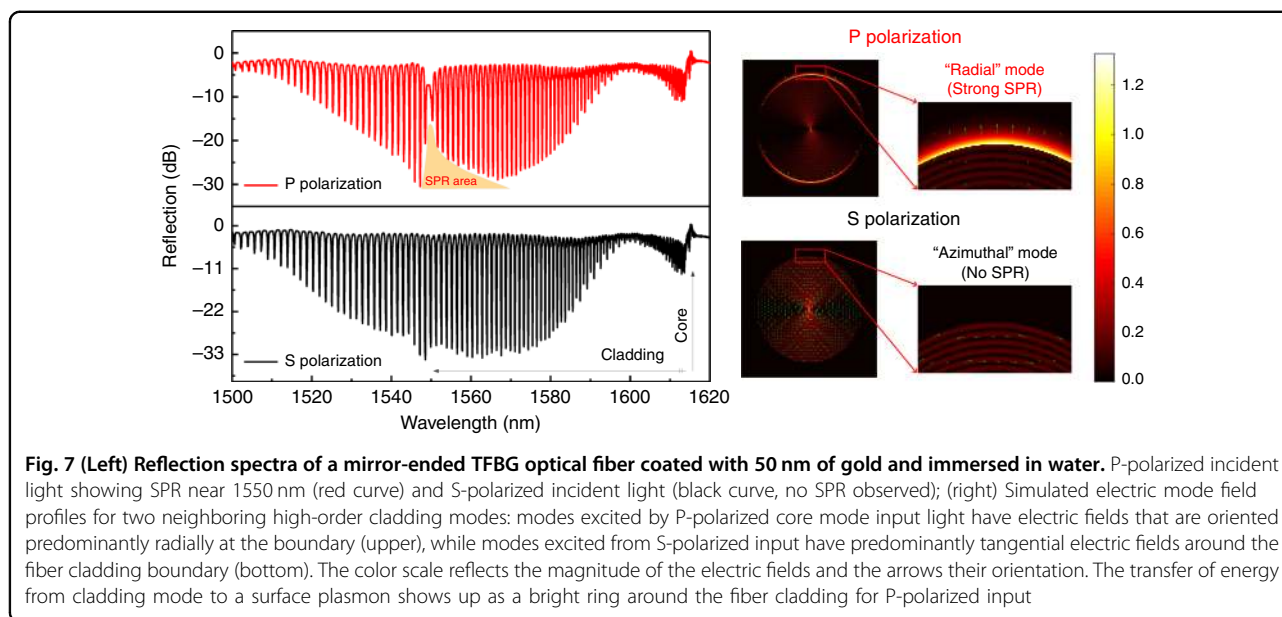 0
−10
−20
−30
P polarization
SPR area
0
−11
−22
−33
S polarization
Cladding
Core
Reflection (dB)
1500
1520
1540
1560
1580
1600
1620
Wavelength (nm)
P polarization
"Radial" mode
(Strong SPR)
S polarization
"Azimuthal" mode
(No SPR)
1.2
1.0
0.8
0.6
0.4
0.2
0.0
Fig. 7 (Left) Reflection spectra of a mirror-ended TFBG optical fiber coated with 50 nm of gold and immersed in water. P-polarized incident
light showing SPR near 1550 nm (red curve) and S-polarized incident light (black curve, no SPR observed); (right) Simulated electric mode field
profiles for two neighboring high-order cladding modes: modes excited by P-polarized core mode input light have electric fields that are oriented
predominantly radially at the boundary (upper), while modes excited from S-polarized input have predominantly tangential electric fields around the
fiber cladding boundary (bottom). The color scale reflects the magnitude of the electric fields and the arrows their orientation. The transfer of energy
from cladding mode to a surface plasmon shows up as a bright ring around the fiber cladding for P-polarized input